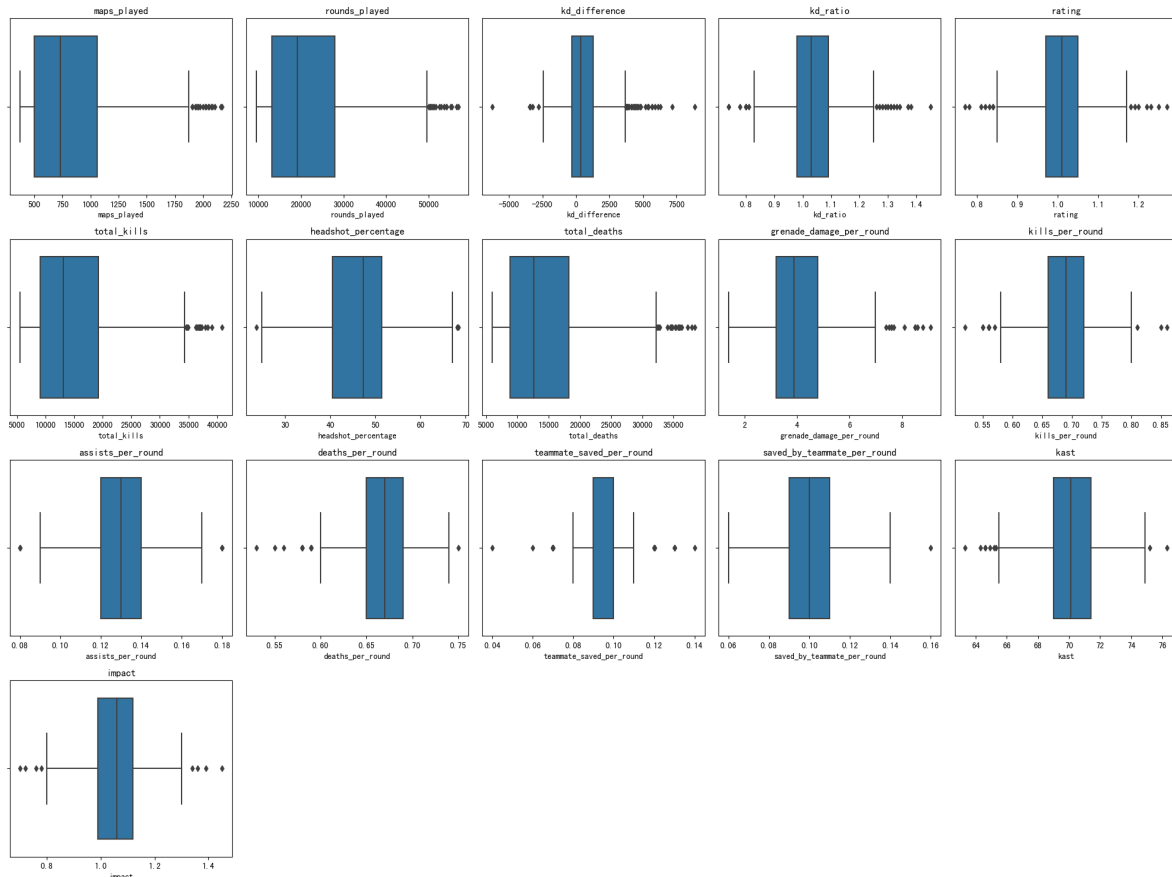 maps_played rounds_played kd_difference kd_ratio rating
500 750 1000 1250 1500 1750 2000 2250 10000 20000 30000 40000 50000 -5000 -2500 0 2500 5000 7500 0.8 0.9 1.0 1.1 1.2 1.3 1.4 0.8 0.9 1.0 1.1 1.2
maps_played rounds_played kd_difference kd_ratio rating
total_kills headshot_percentage total_deaths grenade_damage_per_round kills_per_round
5000 10000 15000 20000 25000 30000 35000 40000 30 40 50 60 70 5000 10000 15000 20000 25000 30000 35000 2 4 6 8 0.55 0.60 0.65 0.70 0.75 0.80 0.85
total_kills headshot_percentage total_deaths grenade_damage_per_round kills_per_round
assists_per_round deaths_per_round teammate_saved_per_round saved_by_teammate_per_round kast
0.08 0.10 0.12 0.14 0.16 0.18 0.55 0.60 0.65 0.70 0.75 0.04 0.06 0.08 0.10 0.12 0.14 0.06 0.08 0.10 0.12 0.14 0.16 64 66 68 70 72 74 76
assists_per_round deaths_per_round teammate_saved_per_round saved_by_teammate_per_round kast
impact
0.8 1.0 1.2 1.4
impact